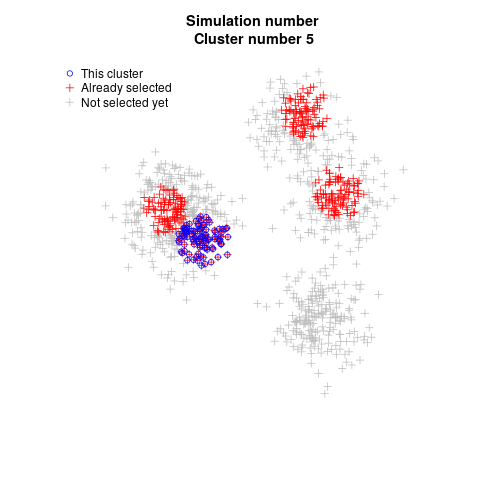 Simulation number
Cluster number 5
This cluster
Already selected
Not selected yet